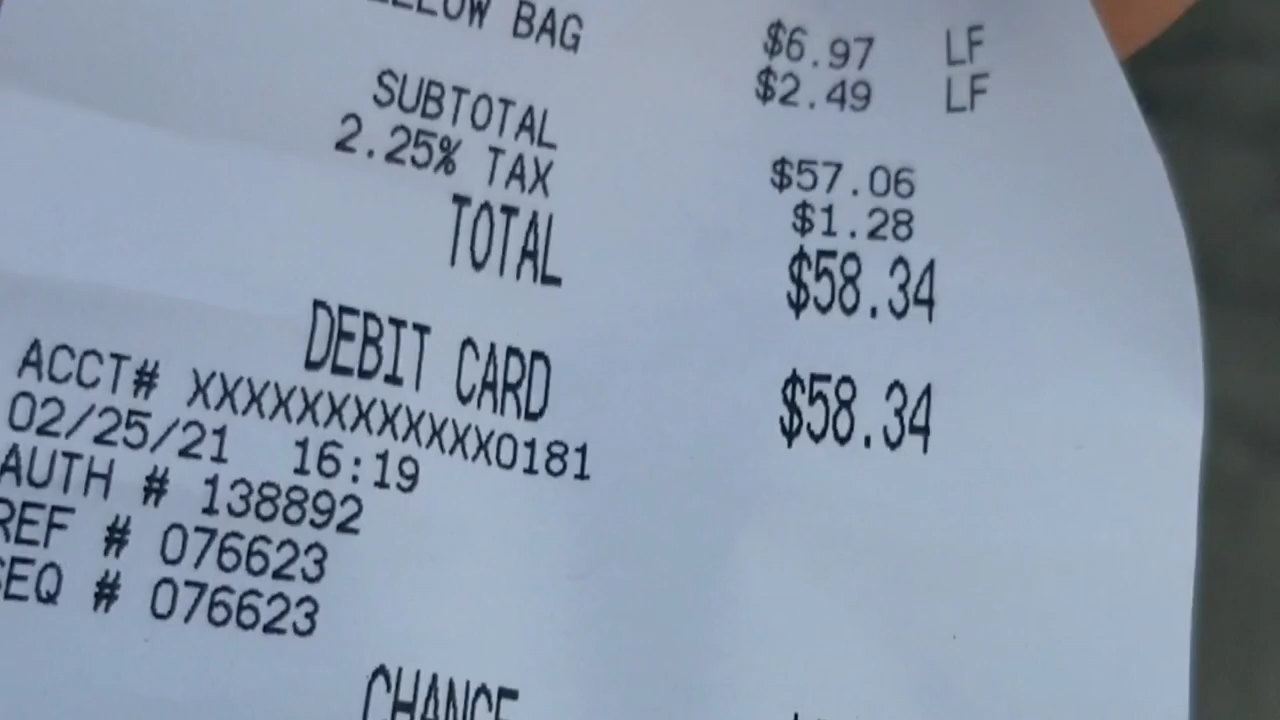 BAG $6.97 LF
$2.49 LF
SUBTOTAL $57.06
2.25% TAX $1.28
TOTAL $58.34
DEBIT CARD $58.34
ACCT# XXXXXXXXXXXX0181
02/25/21 16:19
AUTH # 138892
REF # 076623
SEQ # 076623
CHANGE